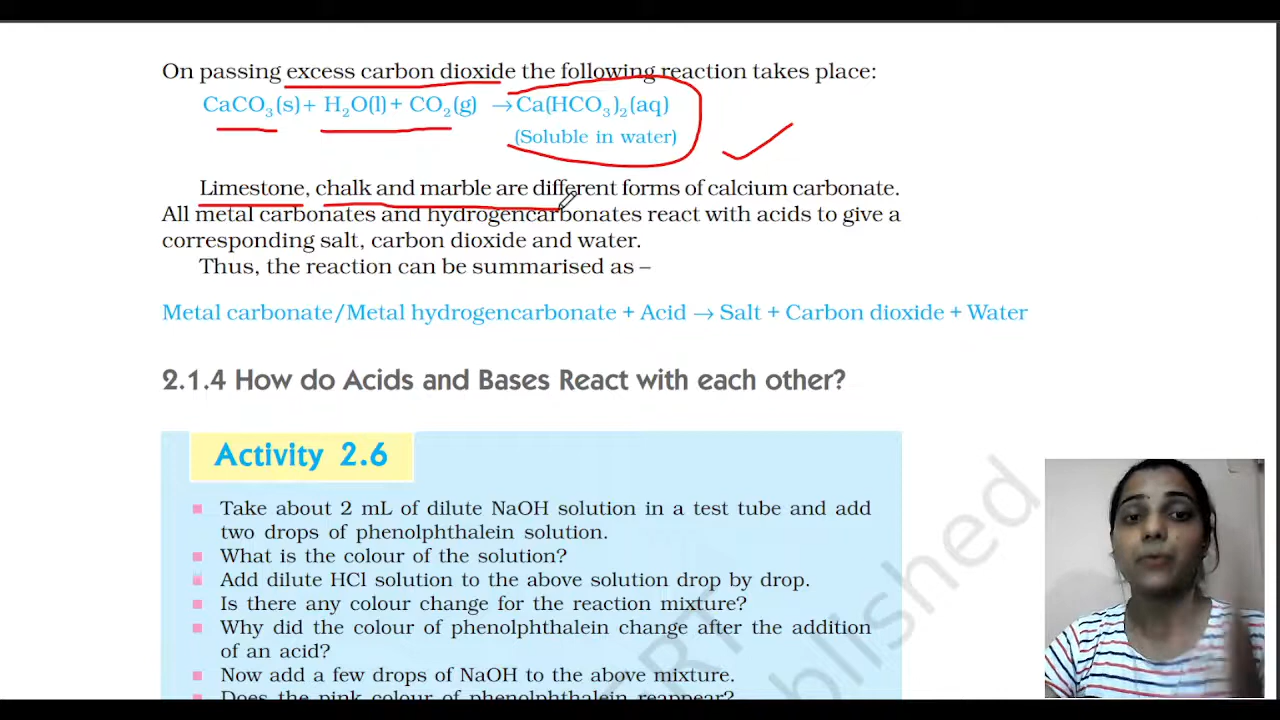 On passing excess carbon dioxide the following reaction takes place:
CaCO₃(s)+ H₂O(l)+ CO₂(g) → Ca(HCO₃)₂(aq)
(Soluble in water)
Limestone, chalk and marble are different forms of calcium carbonate.
All metal carbonates and hydrogencarbonates react with acids to give a
corresponding salt, carbon dioxide and water.
Thus, the reaction can be summarised as –
Metal carbonate/Metal hydrogencarbonate + Acid → Salt + Carbon dioxide + Water
2.1.4 How do Acids and Bases React with each other?
Activity 2.6
Take about 2 mL of dilute NaOH solution in a test tube and add
two drops of phenolphthalein solution.
What is the colour of the solution?
Add dilute HCl solution to the above solution drop by drop.
Is there any colour change for the reaction mixture?
Why did the colour of phenolphthalein change after the addition
of an acid?
Now add a few drops of NaOH to the above mixture.
Does the pink colour of phenolphthalein reappear?